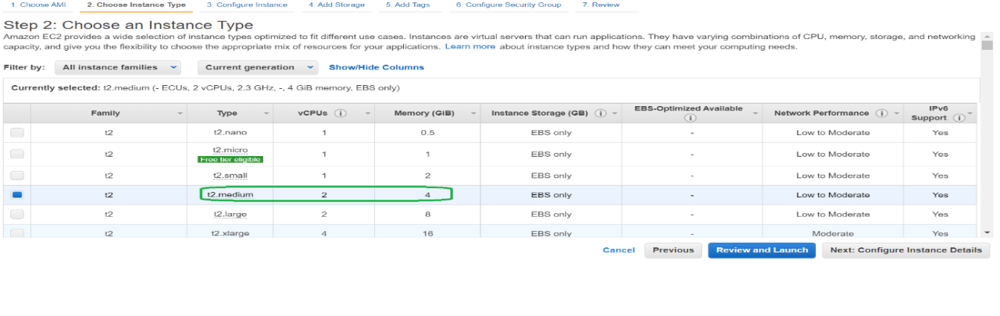 1. Choose AMI 2. Choose Instance Type 3. Configure Instance 4. Add Storage 5. Add Tags 6. Configure Security Group 7. Review
Step 2: Choose an Instance Type
Amazon EC2 provides a wide selection of instance types optimized to fit different use cases. Instances are virtual servers that can run applications. They have varying combinations of CPU, memory, storage, and networking
capacity, and give you the flexibility to choose the appropriate mix of resources for your applications. Learn more about instance types and how they can meet your computing needs.
Filter by: All instance families Current generation Show/Hide Columns
Currently selected: t2.medium (- ECUs, 2 vCPUs, 2.3 GHz, -, 4 GiB memory, EBS only)
Family Type vCPUs Memory (GiB) Instance Storage (GB) EBS-Optimized Available Network Performance IPv6 Support
t2 t2.nano 1 0.5 EBS only - Low to Moderate Yes
t2 t2.micro 1 1 EBS only - Low to Moderate Yes
Free tier eligible
t2 t2.small 1 2 EBS only - Low to Moderate Yes
t2 t2.medium 2 4 EBS only - Low to Moderate Yes
t2 t2.large 2 8 EBS only - Low to Moderate Yes
t2 t2.xlarge 4 16 EBS only - Moderate Yes
Cancel Previous Review and Launch Next: Configure Instance Details